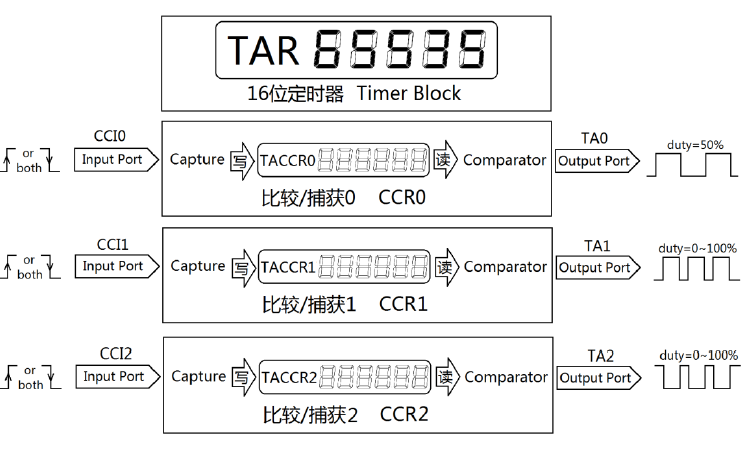 TAR 65535
16位定时器 Timer Block
CCI0
TA0
or
both
Input Port
Capture 写 TACCR0 读 Comparator
Output Port
duty=50%
比较/捕获0 CCR0
CCI1
TA1
or
both
Input Port
Capture 写 TACCR1 读 Comparator
Output Port
duty=0~100%
比较/捕获1 CCR1
CCI2
TA2
or
both
Input Port
Capture 写 TACCR2 读 Comparator
Output Port
duty=0~100%
比较/捕获2 CCR2